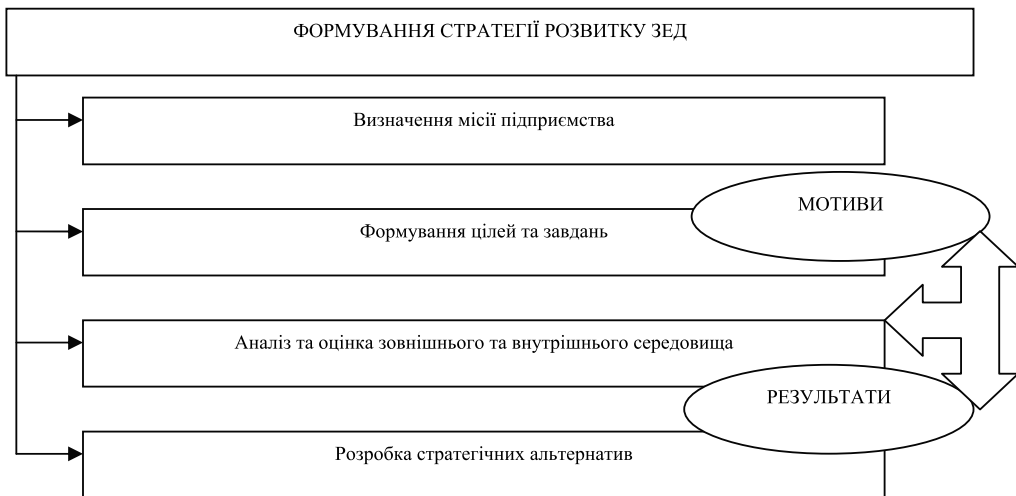 ФОРМУВАННЯ СТРАТЕГІЇ РОЗВИТКУ ЗЕД
Визначення місії підприємства
МОТИВИ
Формування цілей та завдань
Аналіз та оцінка зовнішнього та внутрішнього середовища
РЕЗУЛЬТАТИ
Розробка стратегічних альтернатив